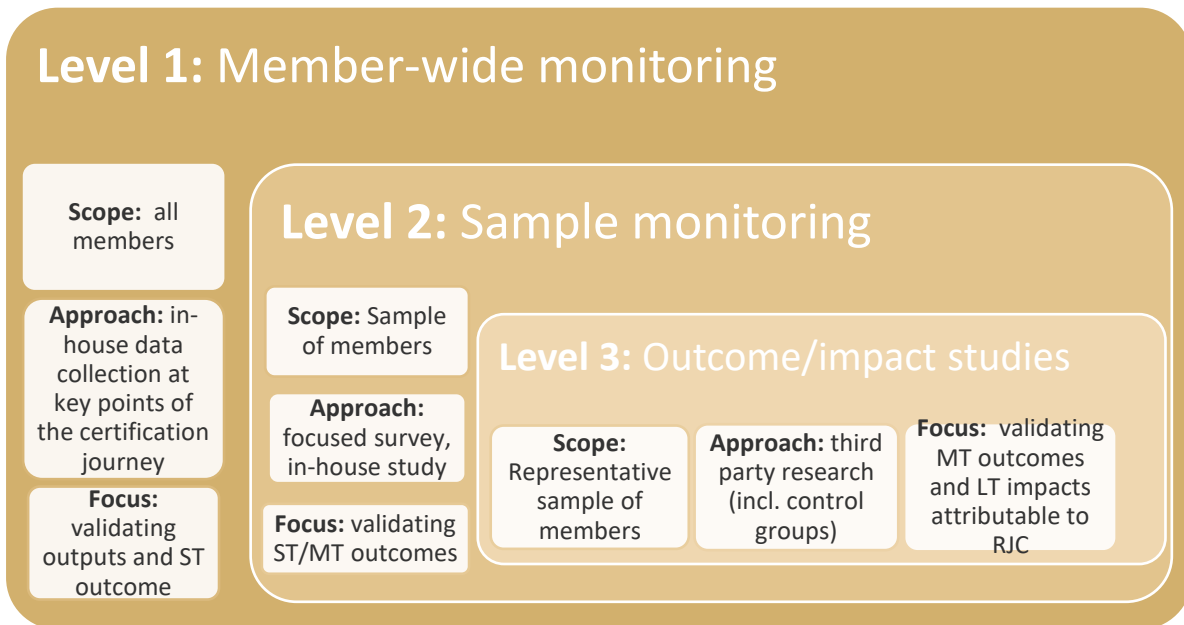 Level 1: Member-wide monitoring
Scope: all
members
Approach: in-
house data
collection at
key points of
the certification
journey
Focus:
validating
outputs and ST
outcome
Level 2: Sample monitoring
Scope: Sample
of members
Approach:
focused survey,
in-house study
Focus: validating
ST/MT outcomes
Level 3: Outcome/impact studies
Scope:
Representative
sample of
members
Approach: third
party research
(incl. control
groups)
Focus: validating
MT outcomes
and LT impacts
attributable to
RJC